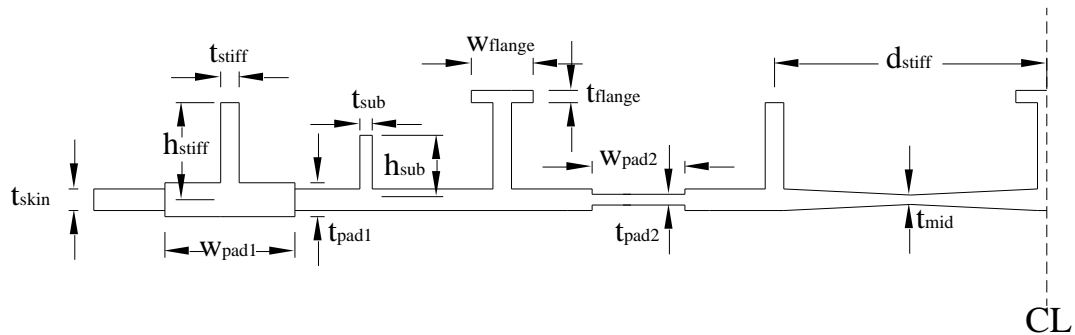 tstiff
wflange
dstiff
tsub
tflange
hstiff
hsub
wpad2
tskin
wpad1
tpad1
tpad2
tmid
CL